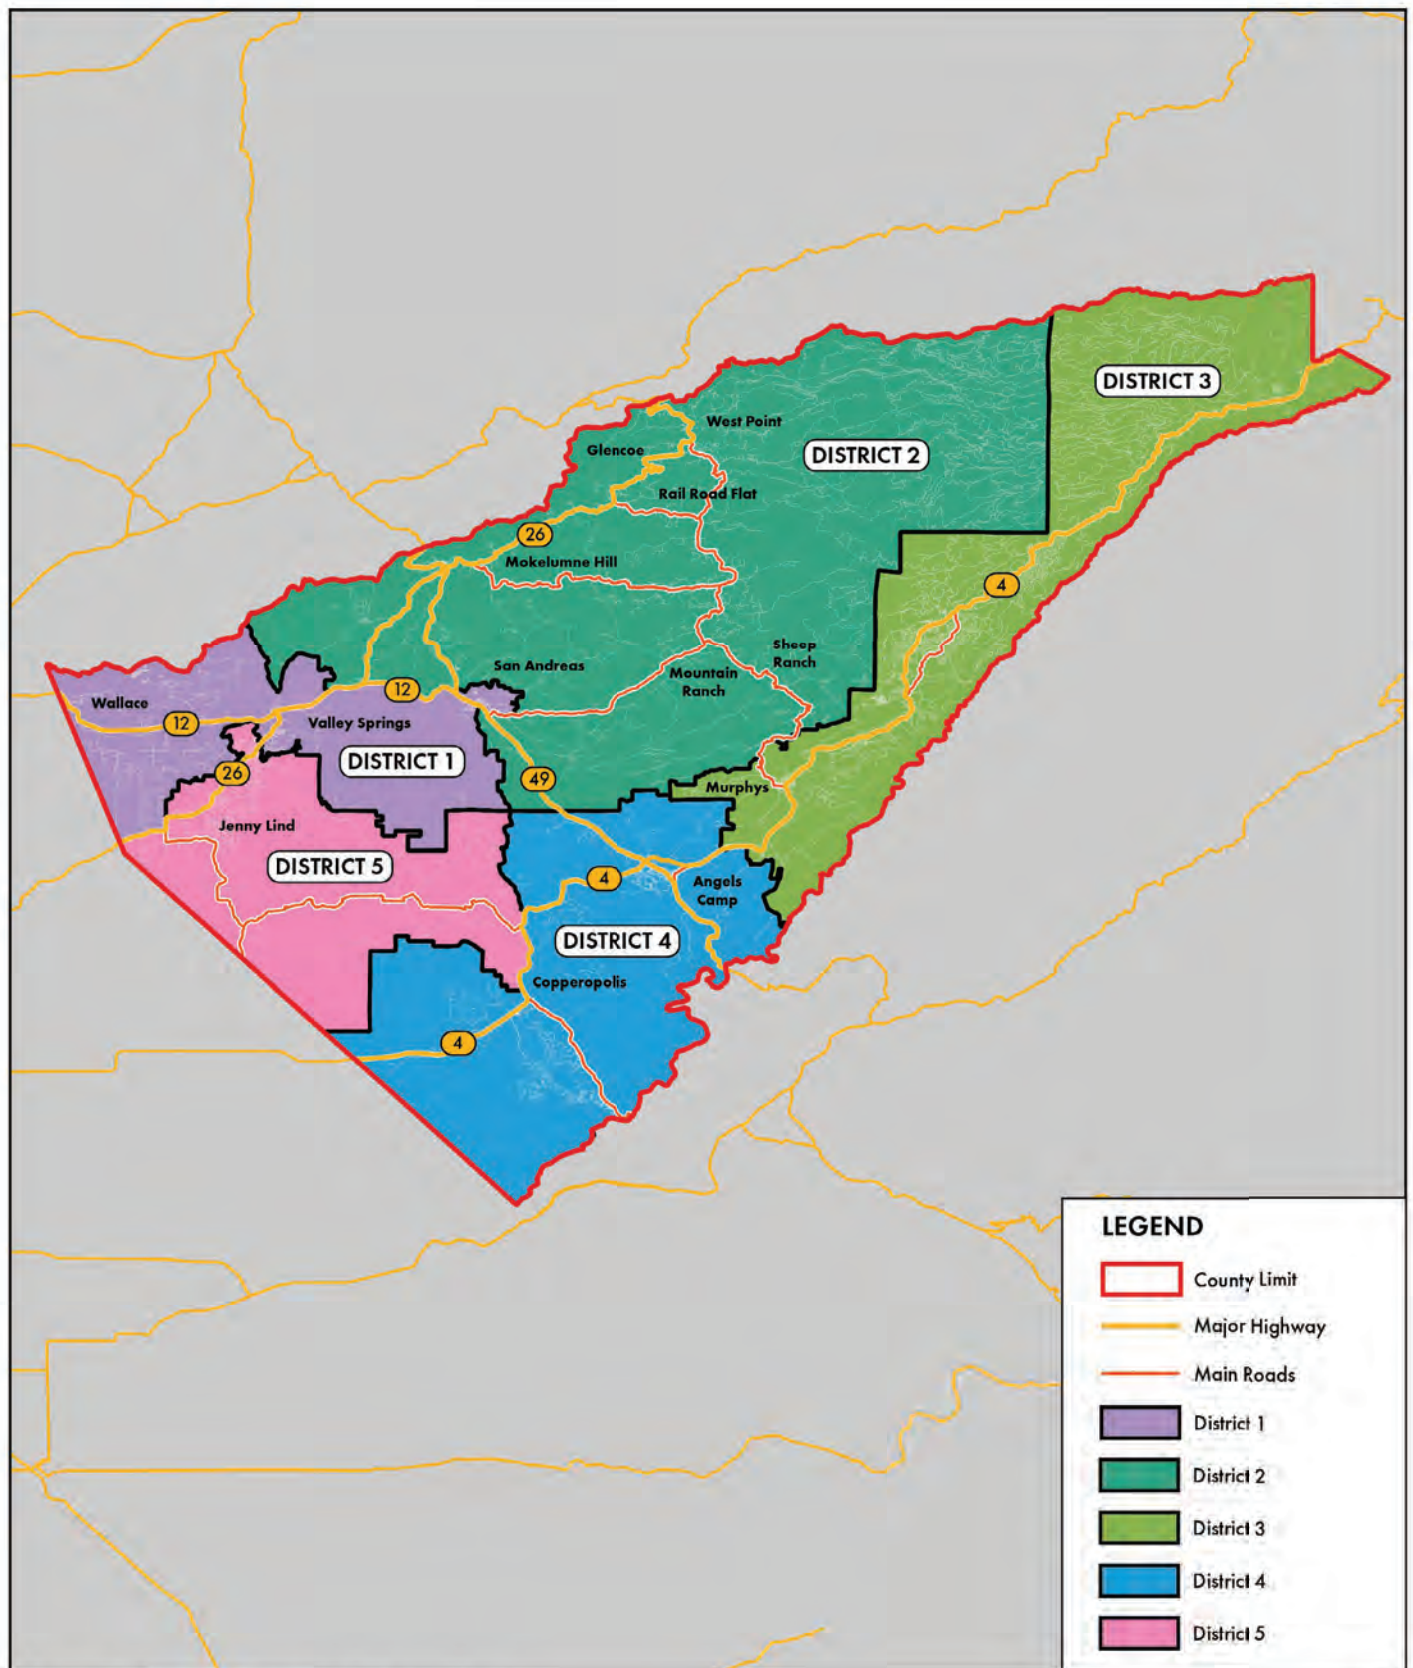 DISTRICT 3
West Point
DISTRICT 2
Glencoe
Rail Road Flat
26
Mokelumne Hill
4
Sheep
Ranch
San Andreas
Mountain
Ranch
12
Wallace
12
Valley Springs
DISTRICT 1
26
49
Murphys
Jenny Lind
DISTRICT 5
4
Angels
Camp
DISTRICT 4
Copperopolis
4
LEGEND
County Limit
Major Highway
Main Roads
District 1
District 2
District 3
District 4
District 5